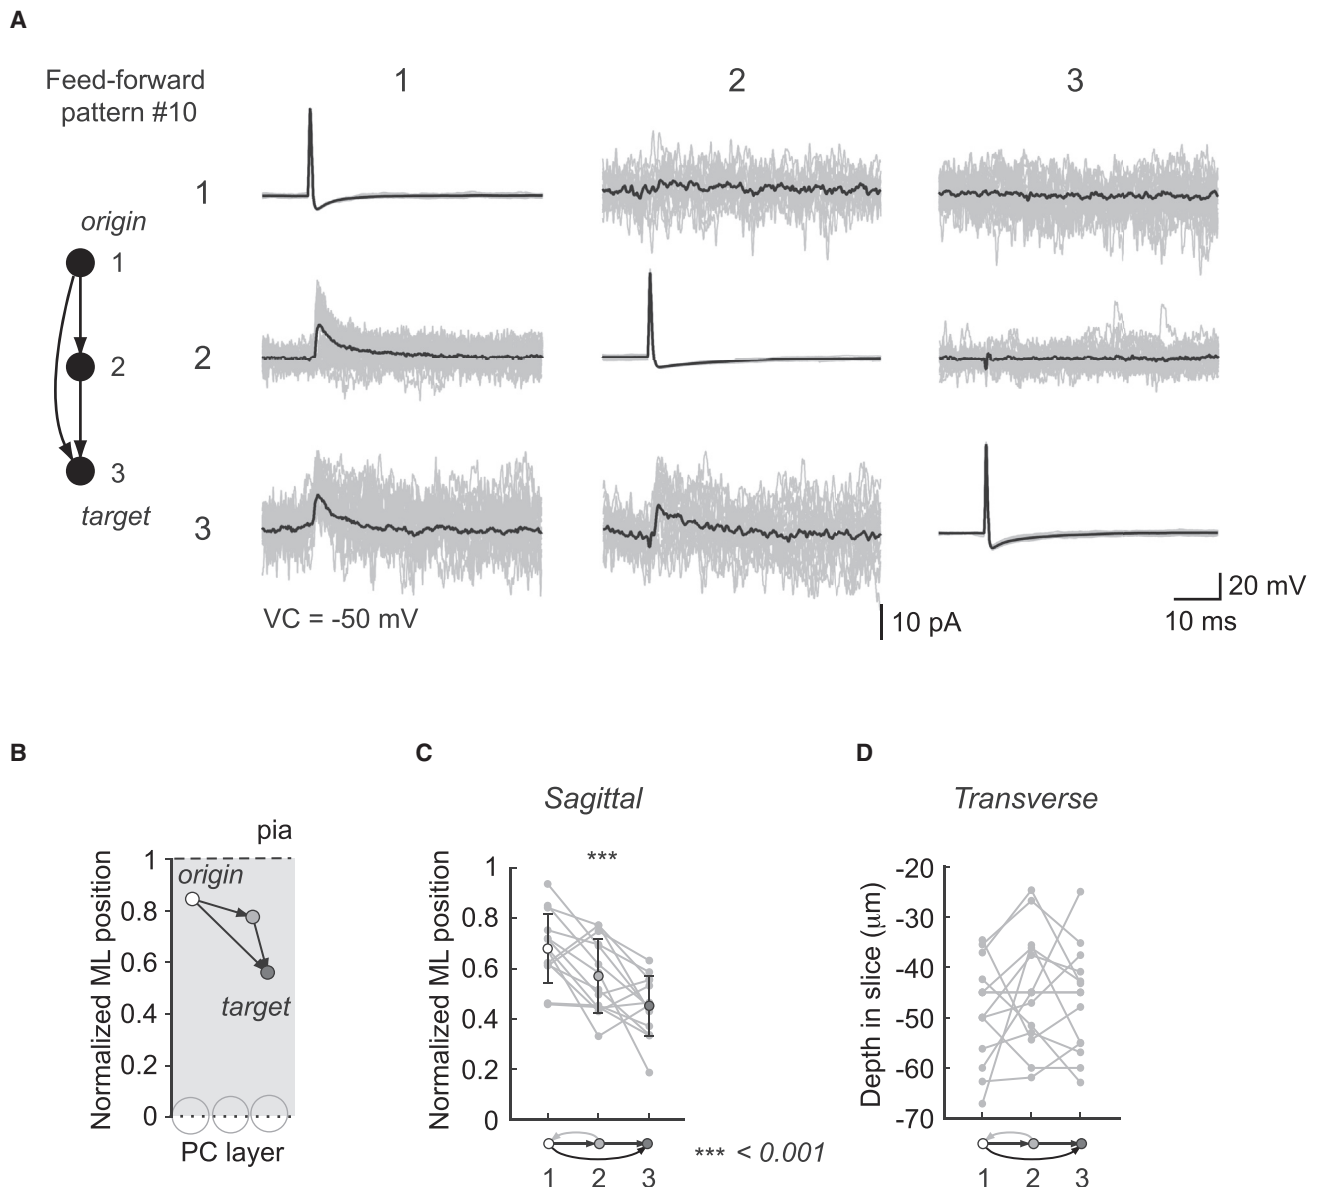 A
Feed-forward
pattern #10
1
2
3
origin
1
2
3
target
1
2
3
VC = -50 mV
10 pA
20 mV
10 ms
B
pia
Normalized ML position
1
0.8
0.6
0.4
0.2
0
origin
target
PC layer
C
Sagittal
***
Normalized ML position
1
0.8
0.6
0.4
0.2
0
1 2 3
*** < 0.001
D
Transverse
Depth in slice (μm)
-20
-30
-40
-50
-60
-70
1 2 3